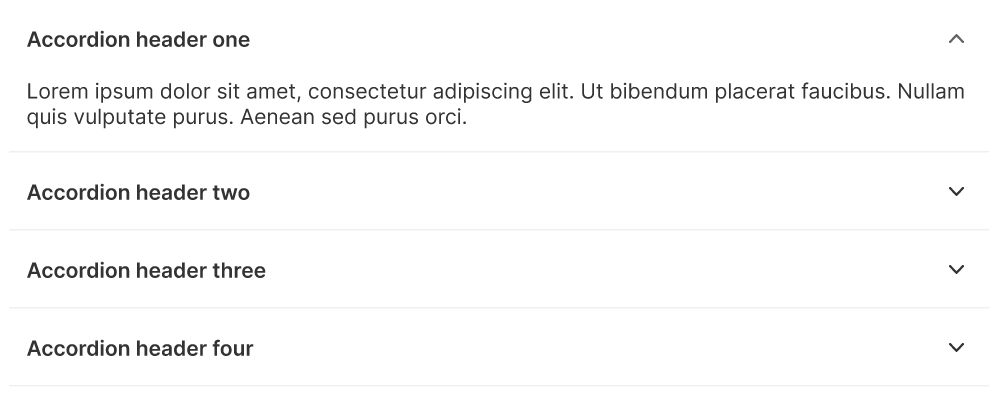 Accordion header one
Lorem ipsum dolor sit amet, consectetur adipiscing elit. Ut bibendum placerat faucibus. Nullam
quis vulputate purus. Aenean sed purus orci.
Accordion header two
Accordion header three
Accordion header four